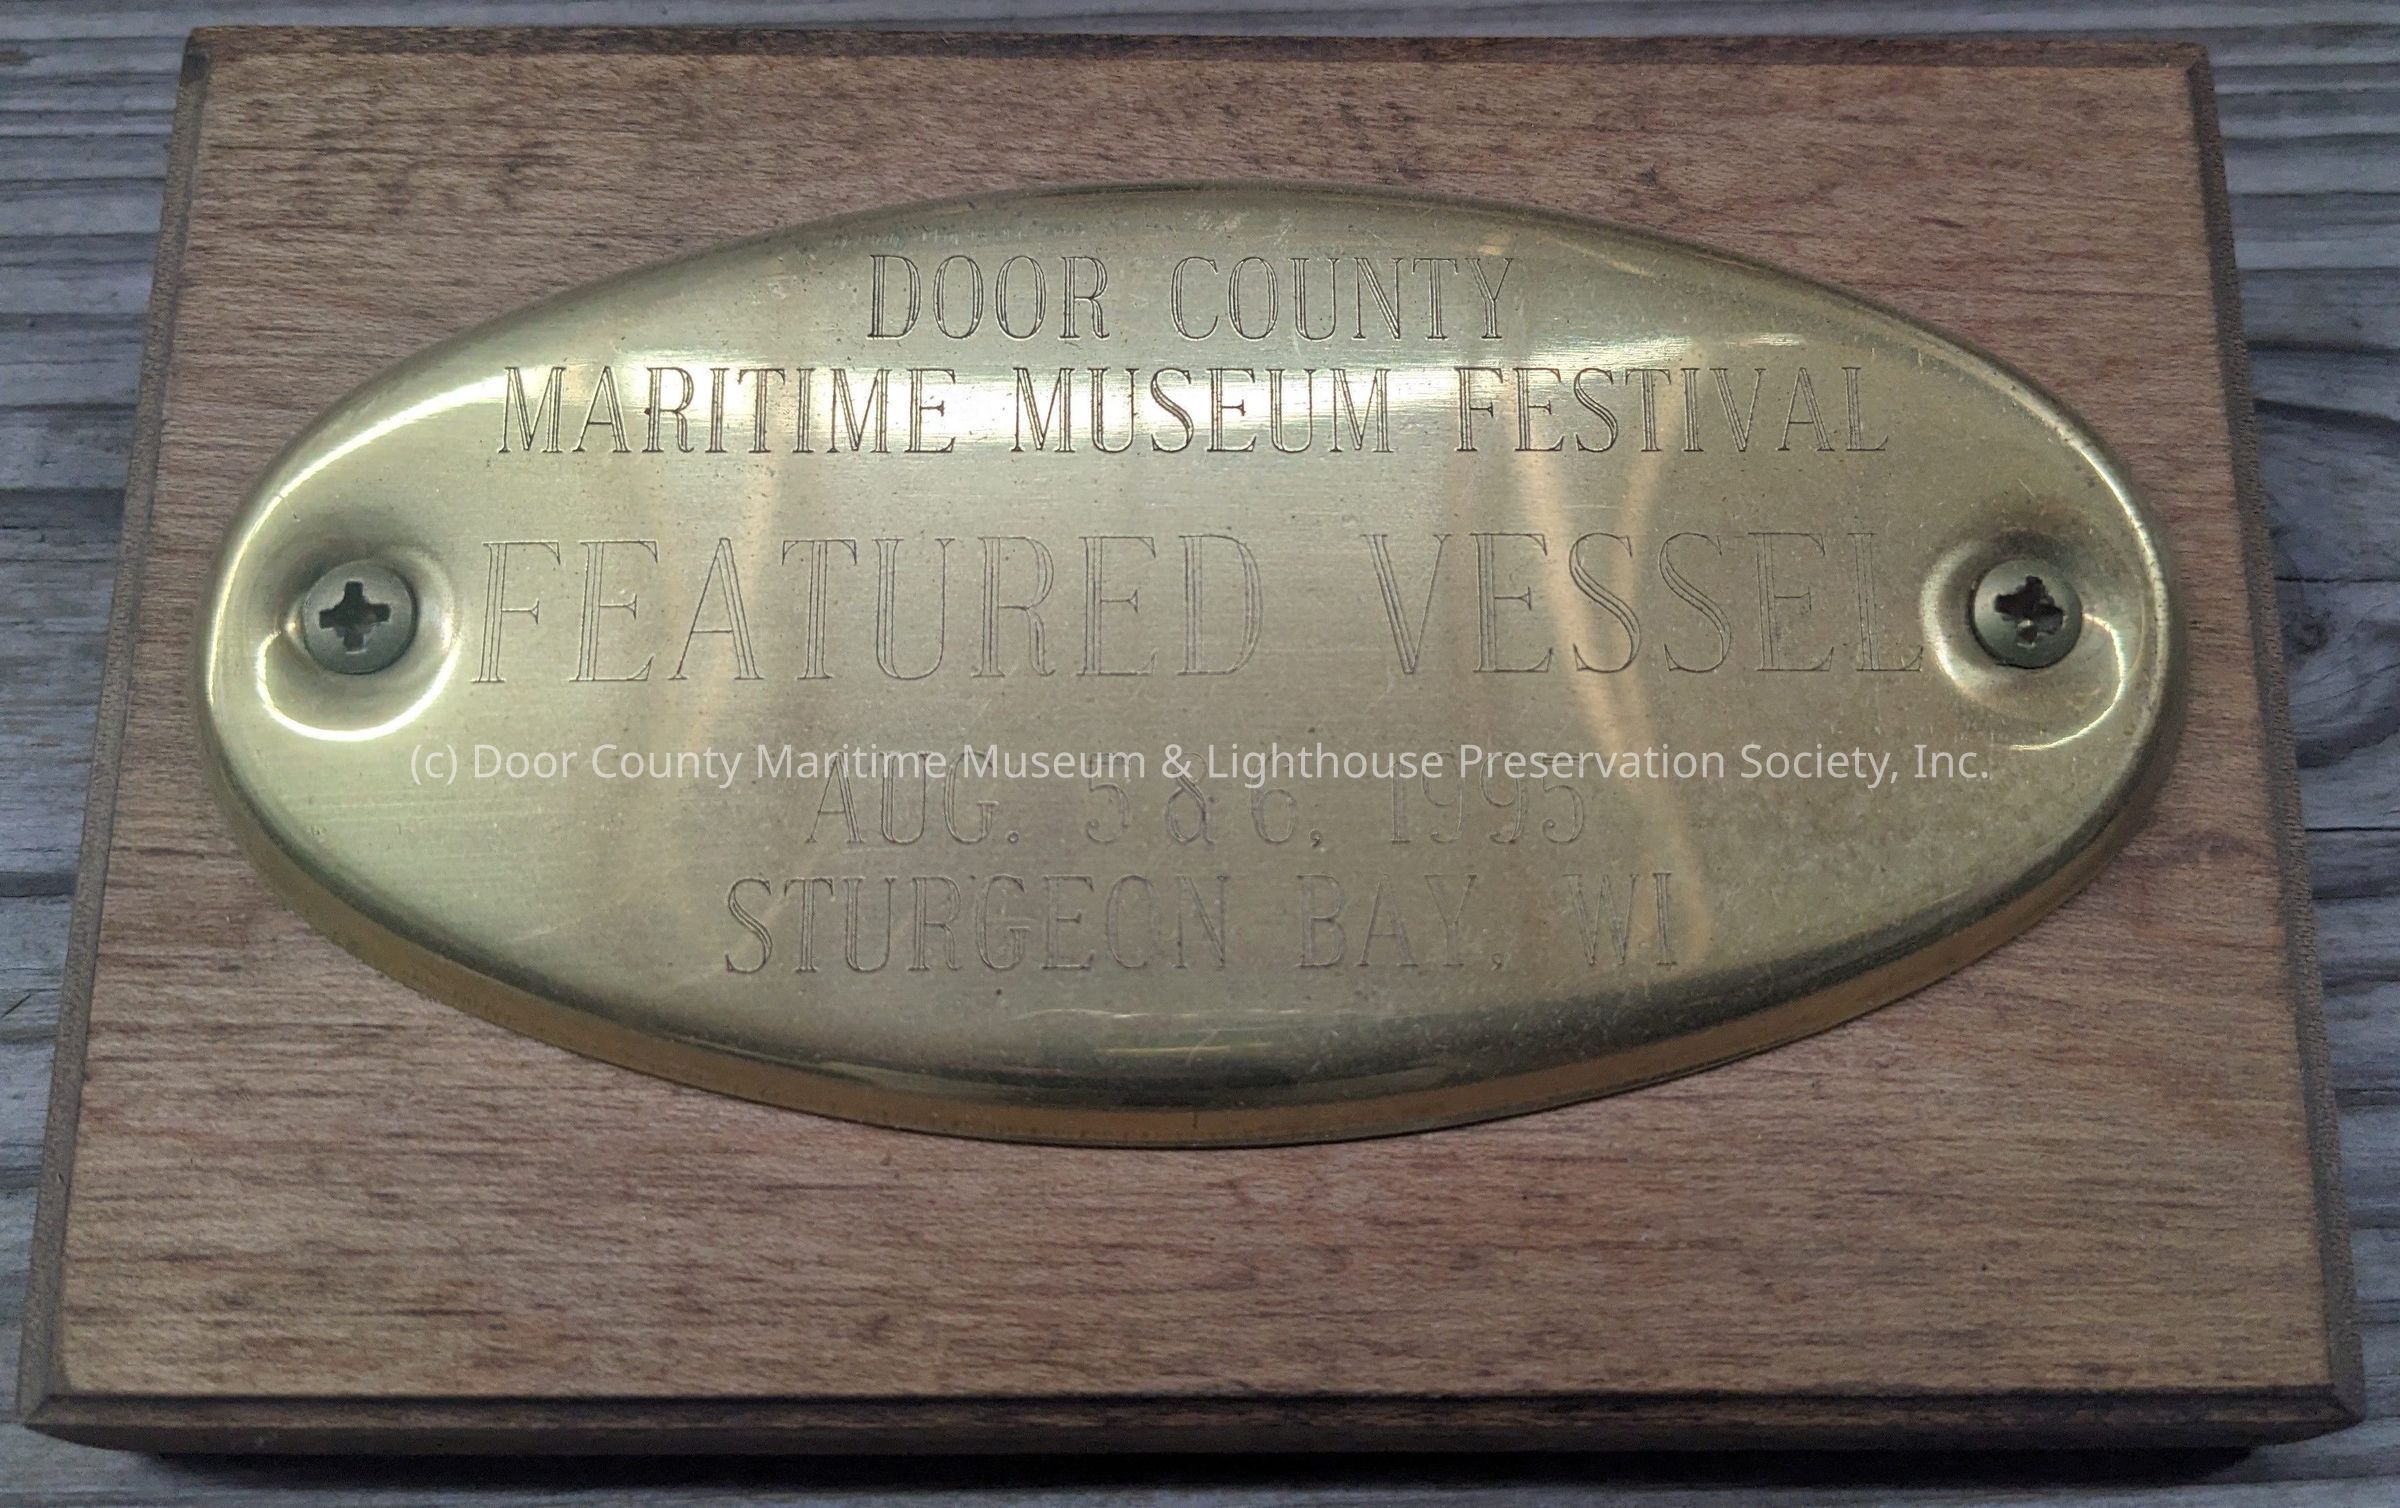 DOOR COUNTY
MARITIME MUSEUM FESTIVAL
FEATURED VESSEL
(c) Door County Maritime Museum & Lighthouse Preservation Society, Inc.
AUG. 5 & 6, 1995
STURGEON BAY, WI